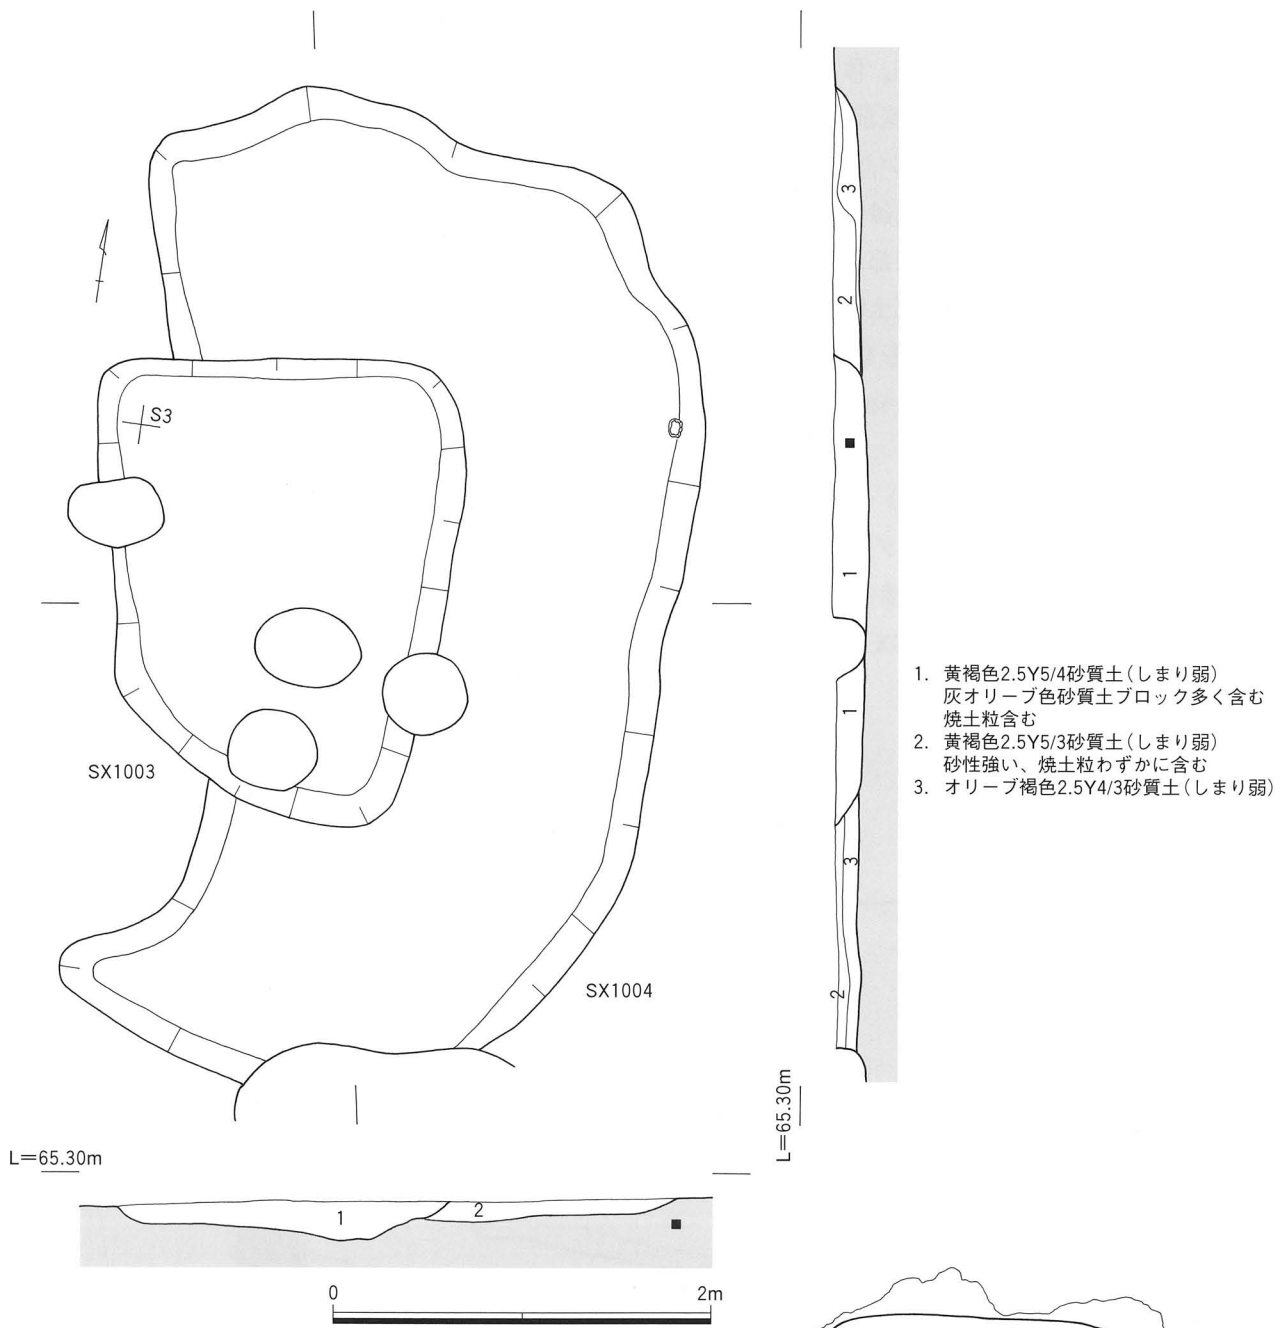 S3
SX1003
SX1004
3
2
1
1
3
2
L=65.30m
1. 黄褐色2.5Y5/4砂質土(しまり弱)
灰オリーブ色砂質土ブロック多く含む
焼土粒含む
2. 黄褐色2.5Y5/3砂質土(しまり弱)
砂性強い、焼土粒わずかに含む
3. オリーブ褐色2.5Y4/3砂質土(しまり弱)
L=65.30m
1
2
0
2m